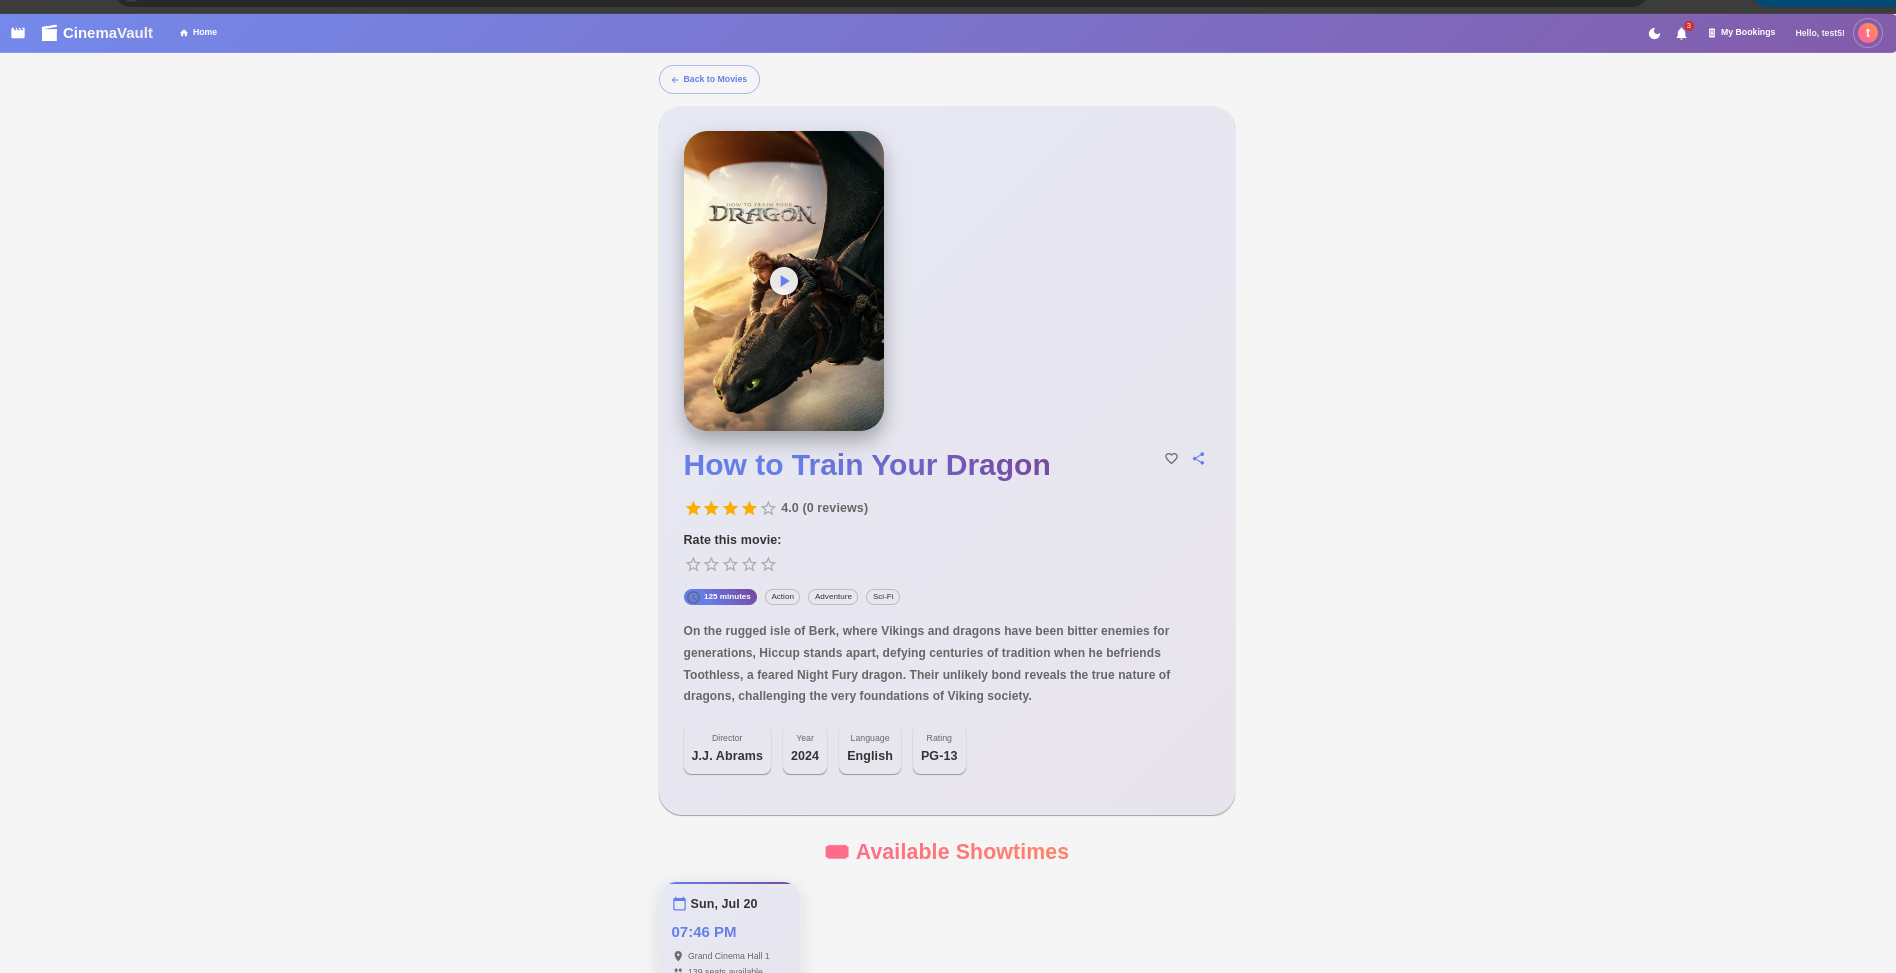 CinemaVault
Home
3
My Bookings
Hello, test5!
t
Back to Movies
HOW TO TRAIN YOUR
DRAGON
How to Train Your Dragon
4.0 (0 reviews)
Rate this movie:
125 minutes
Action
Adventure
Sci-Fi
On the rugged isle of Berk, where Vikings and dragons have been bitter enemies for
generations, Hiccup stands apart, defying centuries of tradition when he befriends
Toothless, a feared Night Fury dragon. Their unlikely bond reveals the true nature of
dragons, challenging the very foundations of Viking society.
Director
J.J. Abrams
Year
2024
Language
English
Rating
PG-13
Available Showtimes
Sun, Jul 20
07:46 PM
Grand Cinema Hall 1
139 seats available